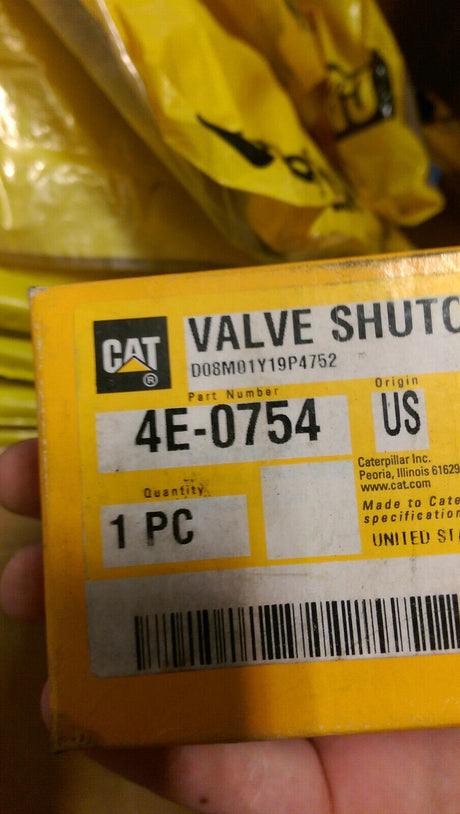 CAT
®
VALVE SHUTO
D08M01Y19P4752
Part Number
4E-0754
Origin
US
Caterpillar Inc.
Peoria, Illinois 61629
www.cat.com
Quantity
1 PC
Made to Cate
specification
UNITED STA